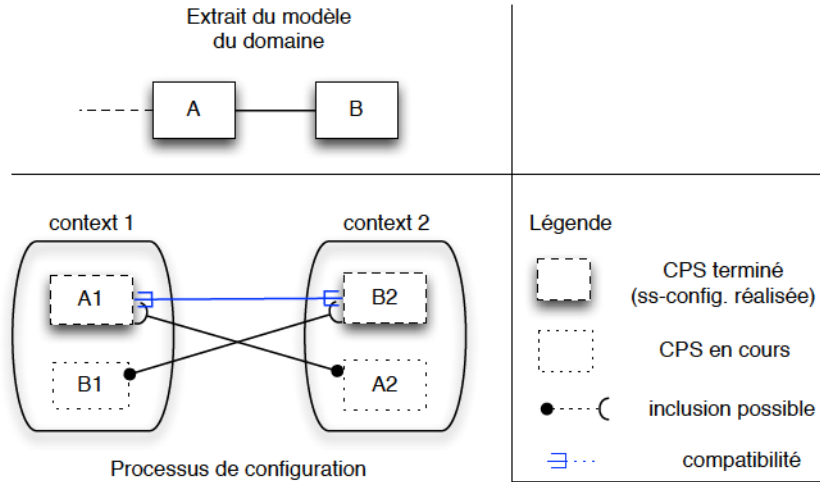 Extrait du modèle
du domaine
A
B
context 1
context 2
A1
B2
B1
A2
Processus de configuration
Légende
CPS terminé
(ss-config. réalisée)
CPS en cours
inclusion possible
compatibilité